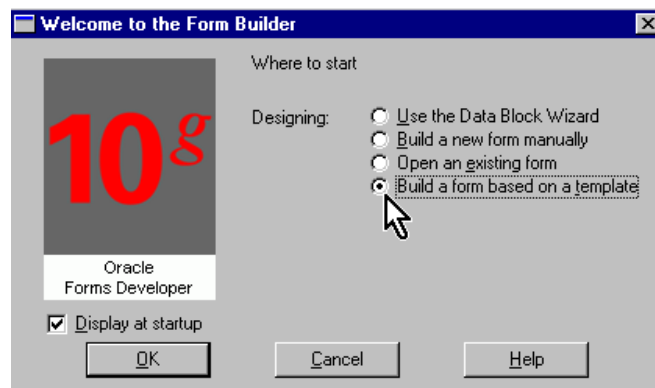 Welcome to the Form Builder
Where to start
Designing:
Use the Data Block Wizard
Build a new form manually
Open an existing form
Build a form based on a template
10g
Oracle
Forms Developer
Display at startup
OK
Cancel
Help